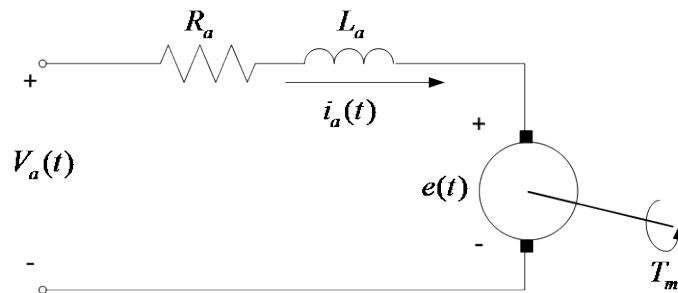 R_a
L_a
+
i_a(t)
+
V_a(t)
e(t)
-
-
T_m